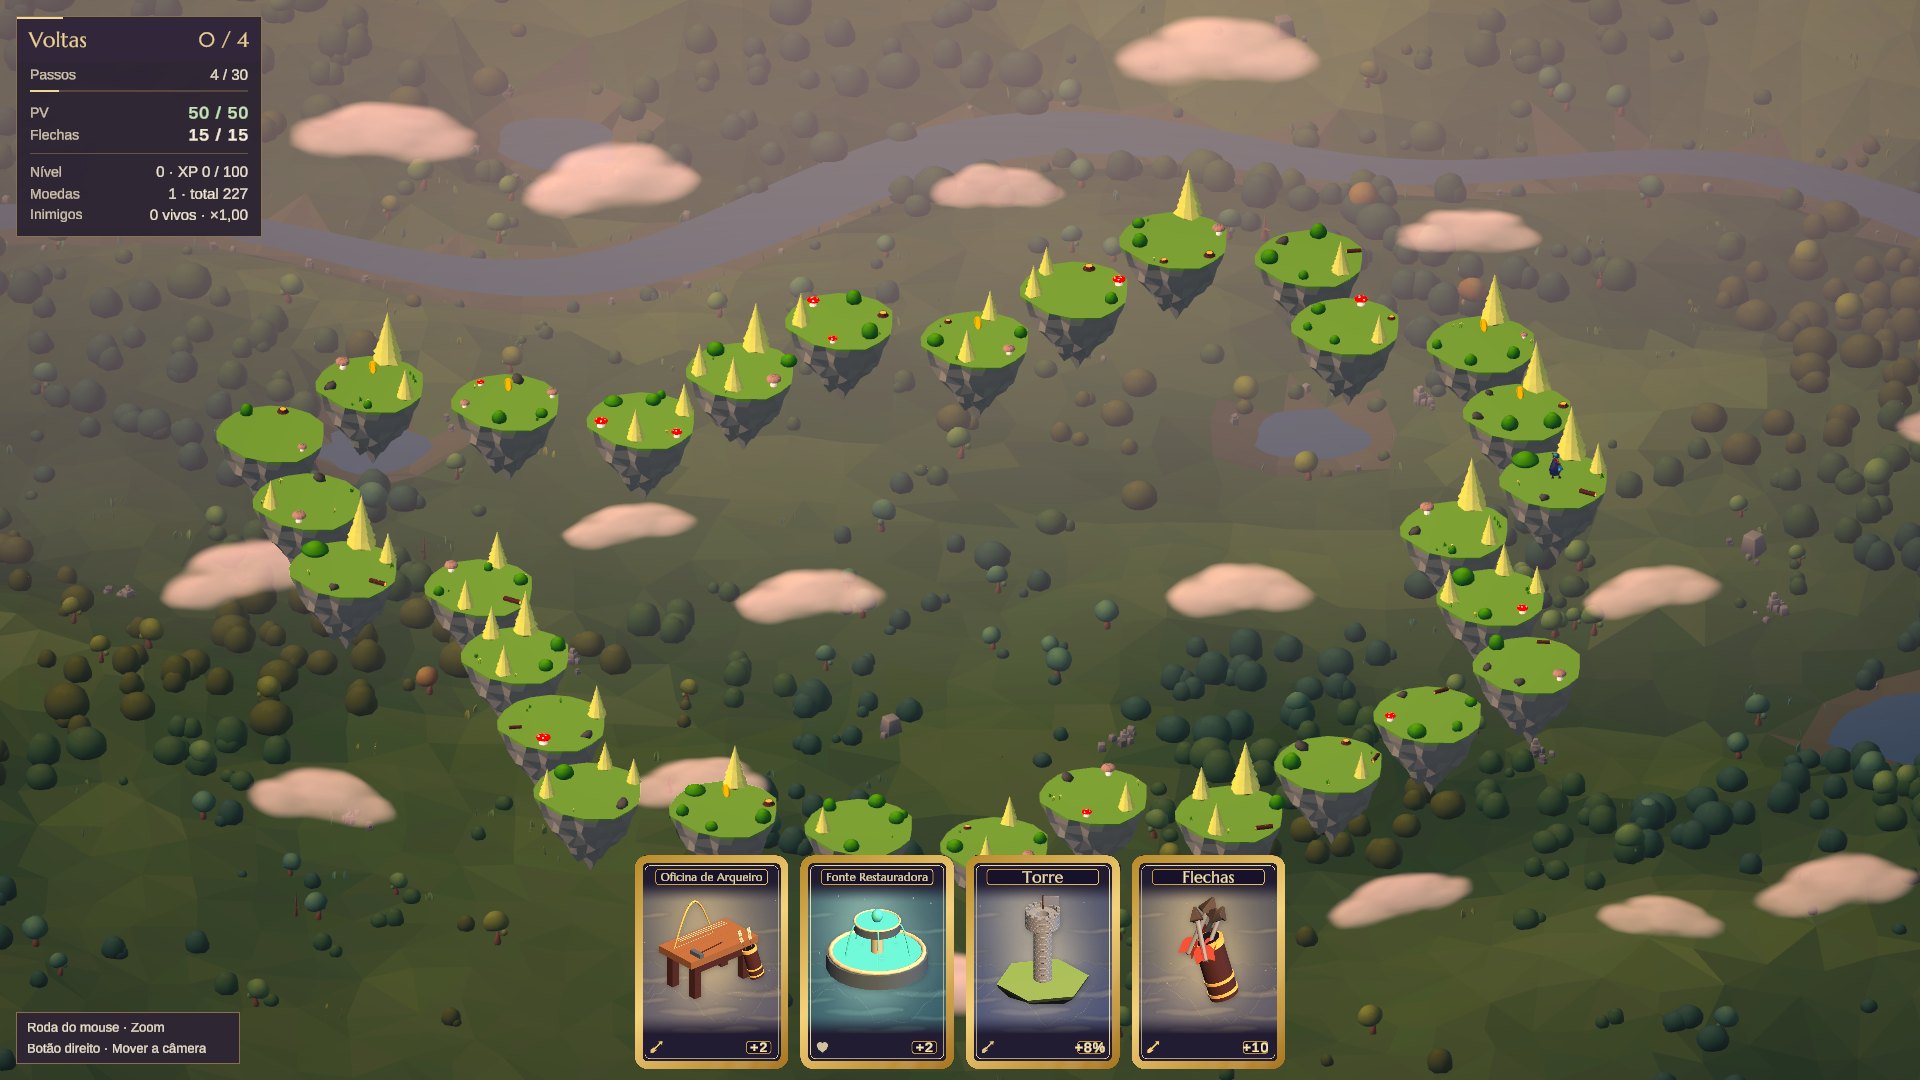 Voltas 0 / 4
Passos 4 / 30
PV 50 / 50
Flechas 15 / 15
Nível 0 · XP 0 / 100
Moedas 1 · total 227
Inimigos 0 vivos · ×1,00
Oficina de Arqueiro
+2
Fonte Restauradora
+2
Torre
+8%
Flechas
+10
Roda do mouse · Zoom
Botão direito · Mover a câmera